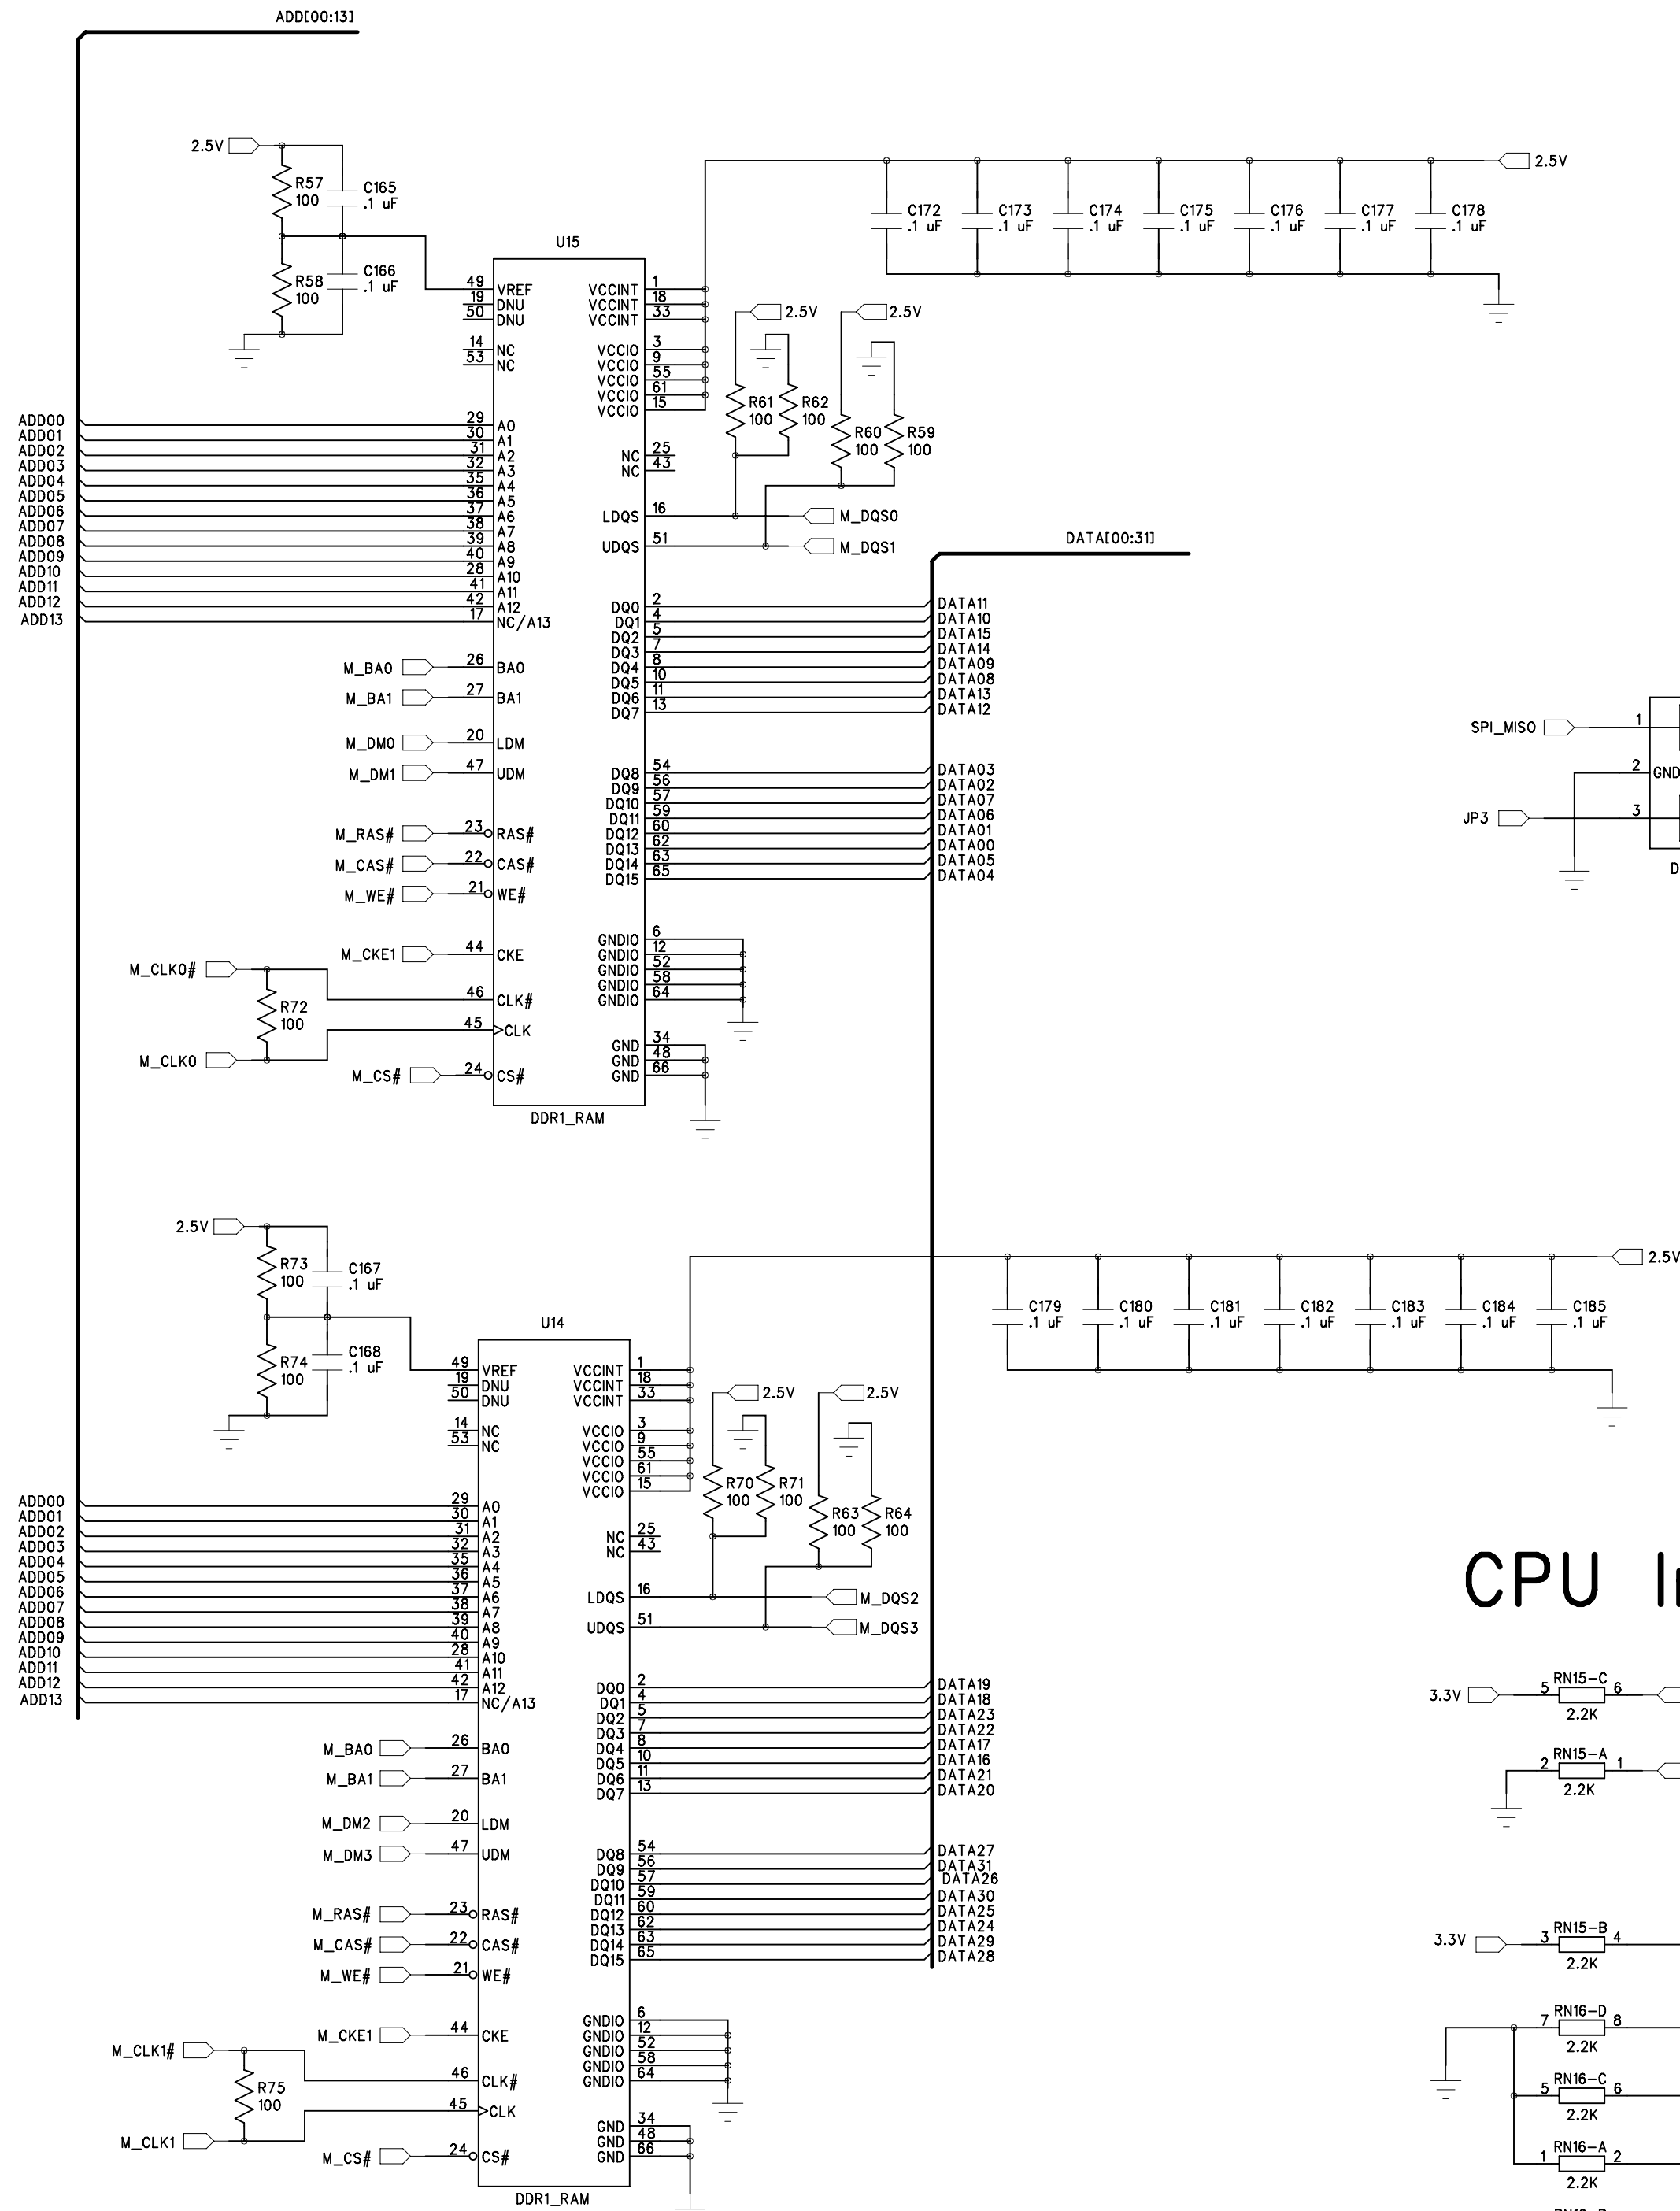 ADD[00:13]
2.5V
R57
100
C165
.1 uF
R58
100
C166
.1 uF
2.5V
C172
.1 uF
C173
.1 uF
C174
.1 uF
C175
.1 uF
C176
.1 uF
C177
.1 uF
C178
.1 uF
U15
49 VREF
19 DNU
50 DNU
14 NC
53 NC
VCCINT 1
VCCINT 18
VCCINT 33
VCCIO 3
VCCIO 9
VCCIO 55
VCCIO 61
VCCIO 15
2.5V
2.5V
R61
100
R62
100
R60
100
R59
100
NC 25
NC 43
LDQS 16 M_DQS0
UDQS 51 M_DQS1
ADD00 29 A0
ADD01 30 A1
ADD02 31 A2
ADD03 32 A3
ADD04 35 A4
ADD05 36 A5
ADD06 37 A6
ADD07 38 A7
ADD08 39 A8
ADD09 40 A9
ADD10 28 A10
ADD11 41 A11
ADD12 42 A12
ADD13 17 NC/A13
DATA[00:31]
DQ0 2 DATA11
DQ1 4 DATA10
DQ2 5 DATA15
DQ3 7 DATA14
DQ4 8 DATA09
DQ5 10 DATA08
DQ6 11 DATA13
DQ7 13 DATA12
DQ8 54 DATA03
DQ9 56 DATA02
DQ10 57 DATA07
DQ11 59 DATA06
DQ12 60 DATA01
DQ13 62 DATA00
DQ14 63 DATA05
DQ15 65 DATA04
M_BA0 26 BA0
M_BA1 27 BA1
M_DM0 20 LDM
M_DM1 47 UDM
M_RAS# 23 RAS#
M_CAS# 22 CAS#
M_WE# 21 WE#
M_CKE1 44 CKE
M_CLK0# 46 CLK#
R72
100
M_CLK0 45 CLK
M_CS# 24 CS#
GNDIO 6
GNDIO 12
GNDIO 52
GNDIO 58
GNDIO 64
GND 34
GND 48
GND 66
DDR1_RAM
SPI_MISO 1
2 GND
JP3 3
D
2.5V
R73
100
C167
.1 uF
R74
100
C168
.1 uF
2.5V
C179
.1 uF
C180
.1 uF
C181
.1 uF
C182
.1 uF
C183
.1 uF
C184
.1 uF
C185
.1 uF
U14
49 VREF
19 DNU
50 DNU
14 NC
53 NC
VCCINT 1
VCCINT 18
VCCINT 33
VCCIO 3
VCCIO 9
VCCIO 55
VCCIO 61
VCCIO 15
2.5V
2.5V
R70
100
R71
100
R63
100
R64
100
NC 25
NC 43
LDQS 16 M_DQS2
UDQS 51 M_DQS3
ADD00 29 A0
ADD01 30 A1
ADD02 31 A2
ADD03 32 A3
ADD04 35 A4
ADD05 36 A5
ADD06 37 A6
ADD07 38 A7
ADD08 39 A8
ADD09 40 A9
ADD10 28 A10
ADD11 41 A11
ADD12 42 A12
ADD13 17 NC/A13
DQ0 2 DATA19
DQ1 4 DATA18
DQ2 5 DATA23
DQ3 7 DATA22
DQ4 8 DATA17
DQ5 10 DATA16
DQ6 11 DATA21
DQ7 13 DATA20
DQ8 54 DATA27
DQ9 56 DATA31
DQ10 57 DATA26
DQ11 59 DATA30
DQ12 60 DATA25
DQ13 62 DATA24
DQ14 63 DATA29
DQ15 65 DATA28
M_BA0 26 BA0
M_BA1 27 BA1
M_DM2 20 LDM
M_DM3 47 UDM
M_RAS# 23 RAS#
M_CAS# 22 CAS#
M_WE# 21 WE#
M_CKE1 44 CKE
M_CLK1# 46 CLK#
R75
100
M_CLK1 45 CLK
M_CS# 24 CS#
GNDIO 6
GNDIO 12
GNDIO 52
GNDIO 58
GNDIO 64
GND 34
GND 48
GND 66
DDR1_RAM
CPU
3.3V 5 RN15-C 6
2.2K
2 RN15-A 1
2.2K
3.3V 3 RN15-B 4
2.2K
7 RN16-D 8
2.2K
5 RN16-C 6
2.2K
1 RN16-A 2
2.2K